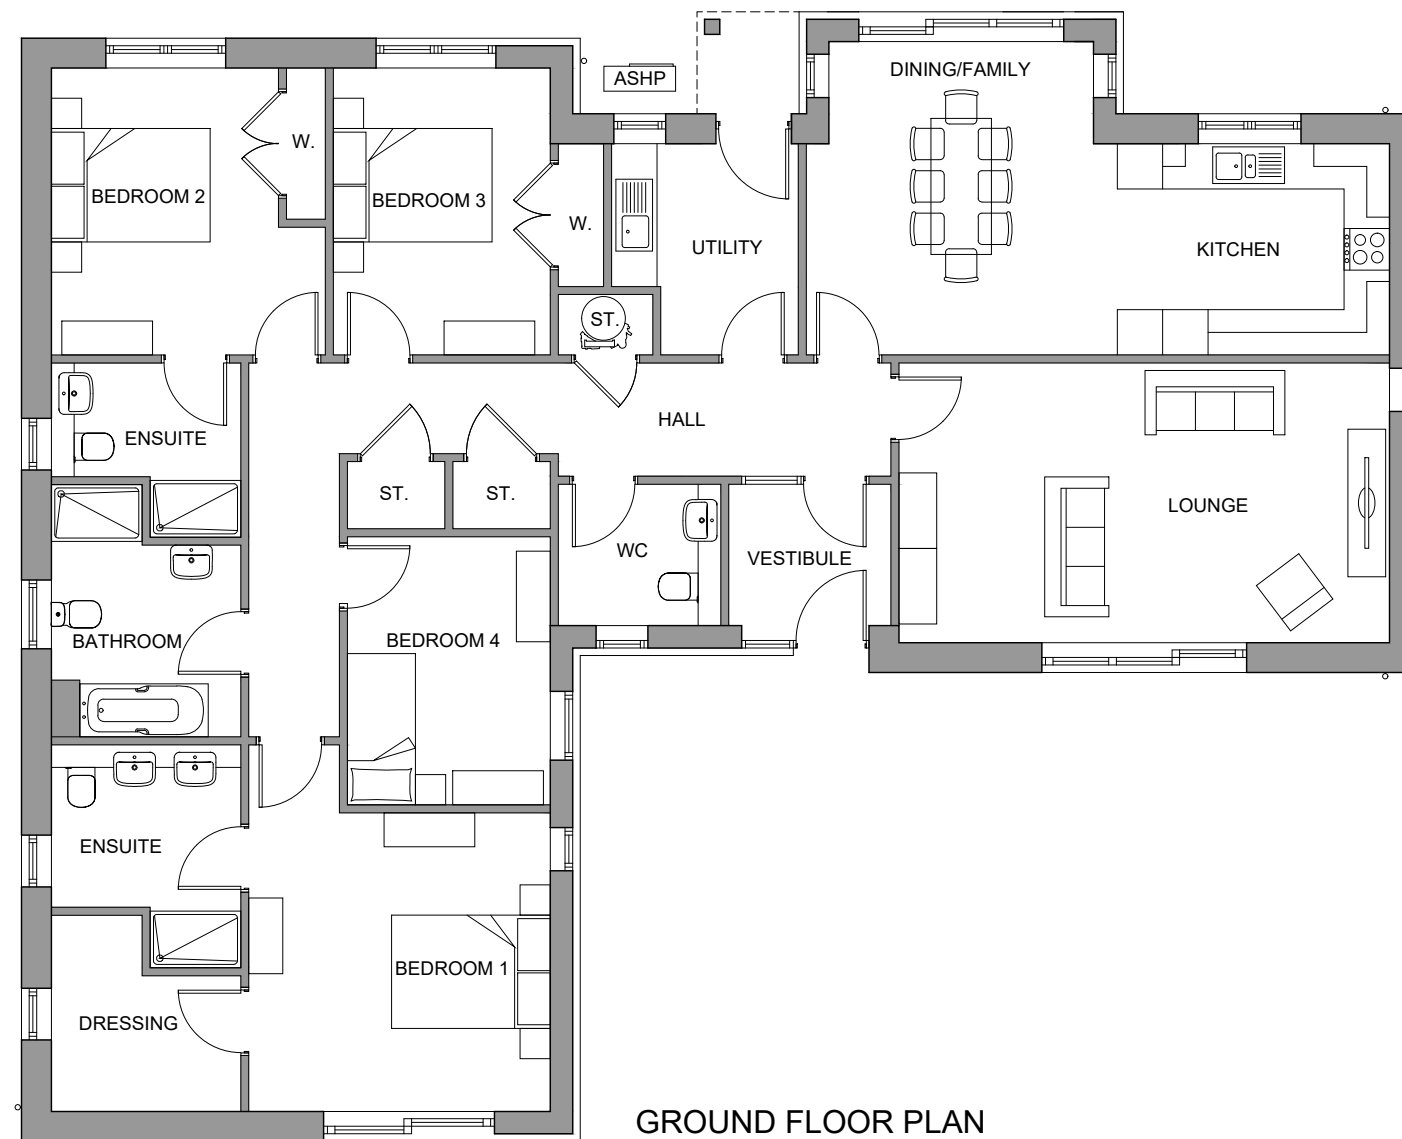 DINING/FAMILY
ASHP
W.
BEDROOM 2
BEDROOM 3
W.
UTILITY
KITCHEN
ST.
HALL
ENSUITE
ST.
ST.
LOUNGE
WC
VESTIBULE
BATHROOM
BEDROOM 4
ENSUITE
BEDROOM 1
DRESSING
GROUND FLOOR PLAN